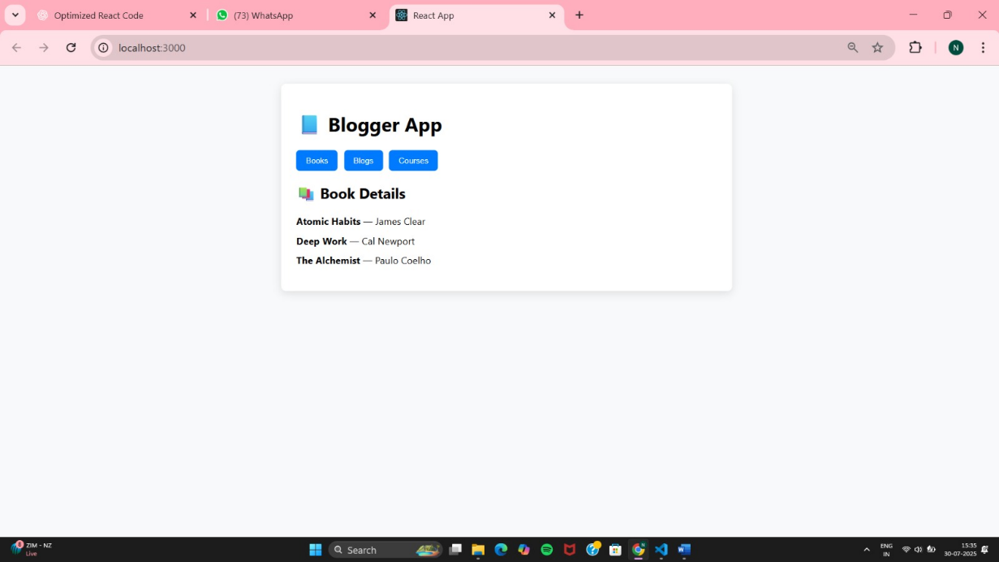 Optimized React Code
(73) WhatsApp
React App
localhost:3000
N
Blogger App
Books Blogs Courses
Book Details
Atomic Habits — James Clear
Deep Work — Cal Newport
The Alchemist — Paulo Coelho
8
ZIM - NZ
Live
Search
ENG
IN
15:35
30-07-2025